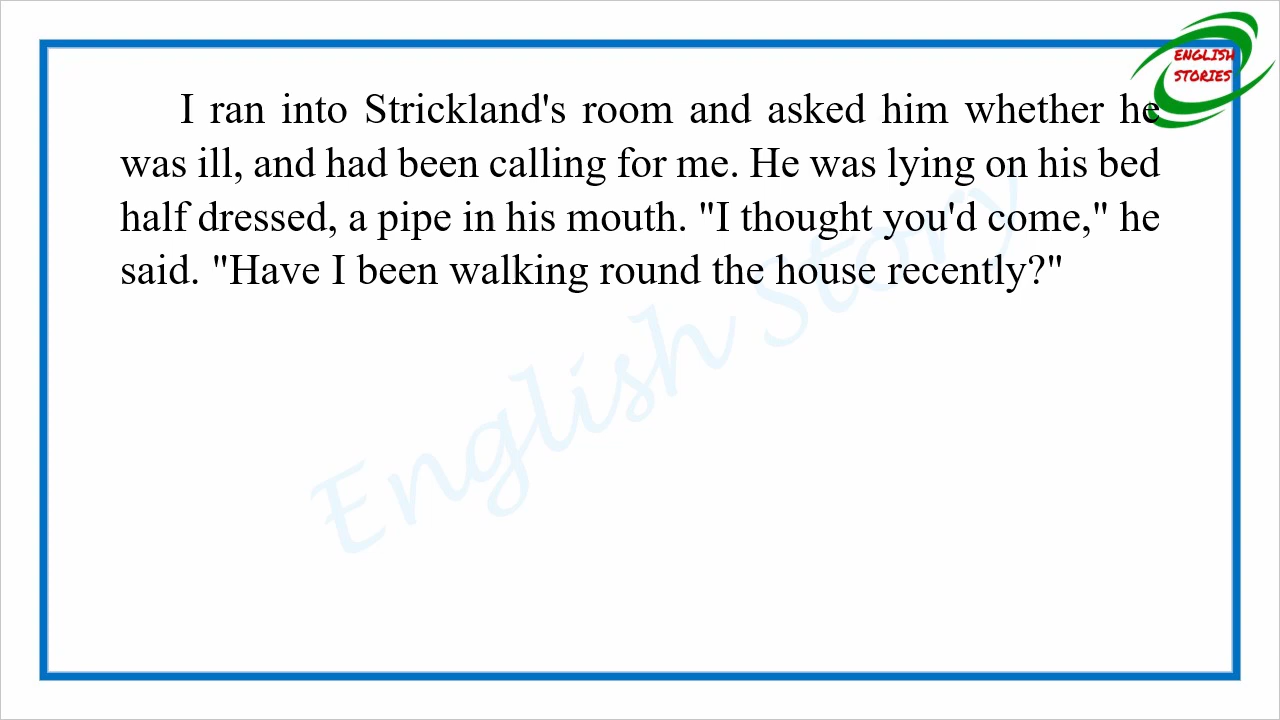 ENGLISH
STORIES
I ran into Strickland's room and asked him whether he
was ill, and had been calling for me. He was lying on his bed
half dressed, a pipe in his mouth. "I thought you'd come," he
said. "Have I been walking round the house recently?"
English Story